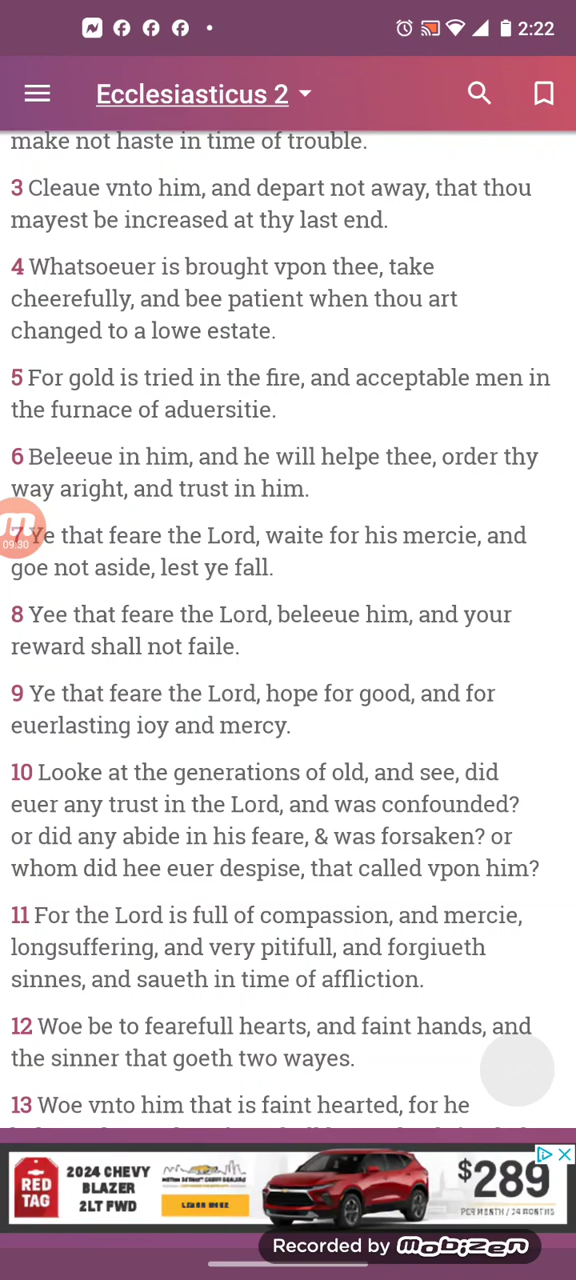 2:22
Ecclesiasticus 2
make not haste in time of trouble.
3 Cleaue vnto him, and depart not away, that thou
mayest be increased at thy last end.
4 Whatsoeuer is brought vpon thee, take
cheerefully, and bee patient when thou art
changed to a lowe estate.
5 For gold is tried in the fire, and acceptable men in
the furnace of aduersitie.
6 Beleeue in him, and he will helpe thee, order thy
way aright, and trust in him.
7 Ye that feare the Lord, waite for his mercie, and
09:30
goe not aside, lest ye fall.
8 Yee that feare the Lord, beleeue him, and your
reward shall not faile.
9 Ye that feare the Lord, hope for good, and for
euerlasting ioy and mercy.
10 Looke at the generations of old, and see, did
euer any trust in the Lord, and was confounded?
or did any abide in his feare, & was forsaken? or
whom did hee euer despise, that called vpon him?
11 For the Lord is full of compassion, and mercie,
longsuffering, and very pitifull, and forgiueth
sinnes, and saueth in time of affliction.
12 Woe be to fearefull hearts, and faint hands, and
the sinner that goeth two wayes.
13 Woe vnto him that is faint hearted, for he
RED
TAG
2024 CHEVY
BLAZER
2LT FWD
LEARN MORE
$289
PER MONTH / 24 MONTHS
Recorded by mobizen